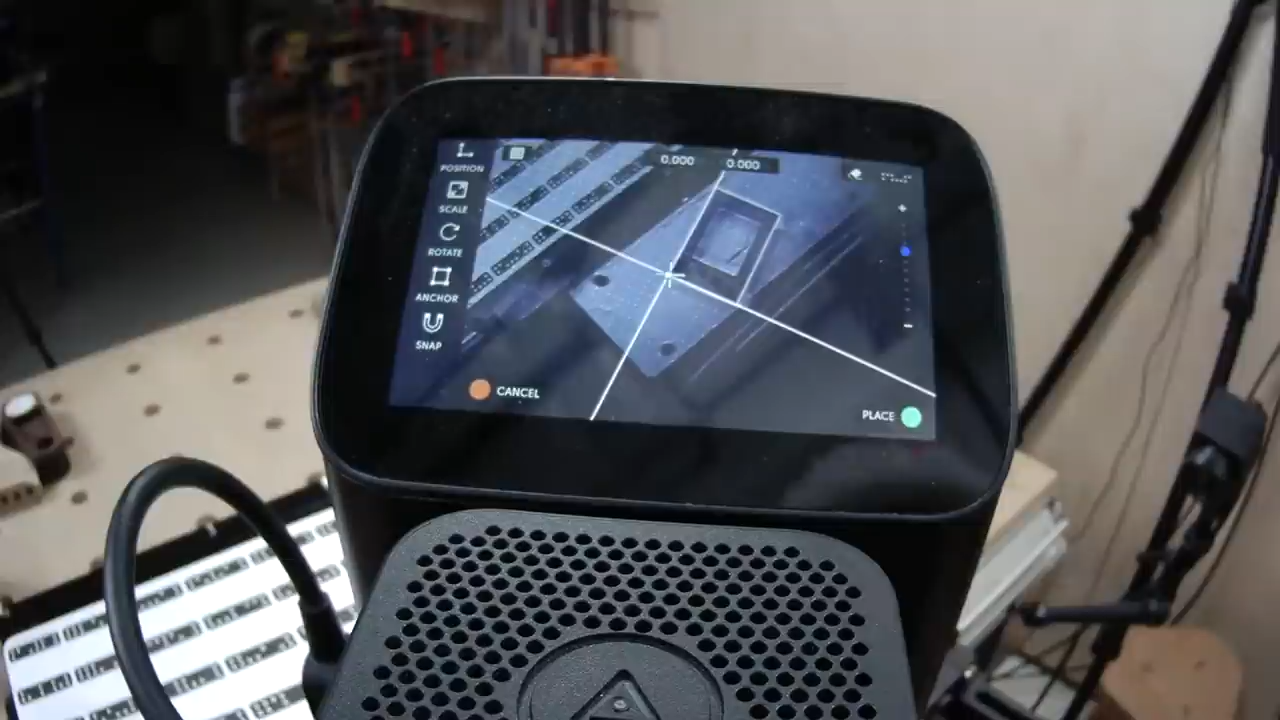 POSITION
0.000 0.000
SCALE
ROTATE
ANCHOR
SNAP
CANCEL
PLACE